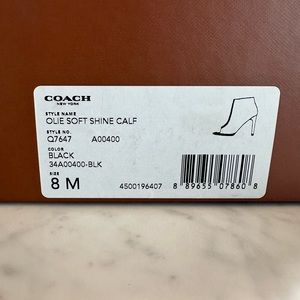 COACH
NEW YORK
STYLE NAME
OLIE SOFT SHINE CALF
STYLE NO.
Q7647 A00400
COLOR
BLACK
34A00400-BLK
SIZE
8 M
4500196407
8 89655 07860 8